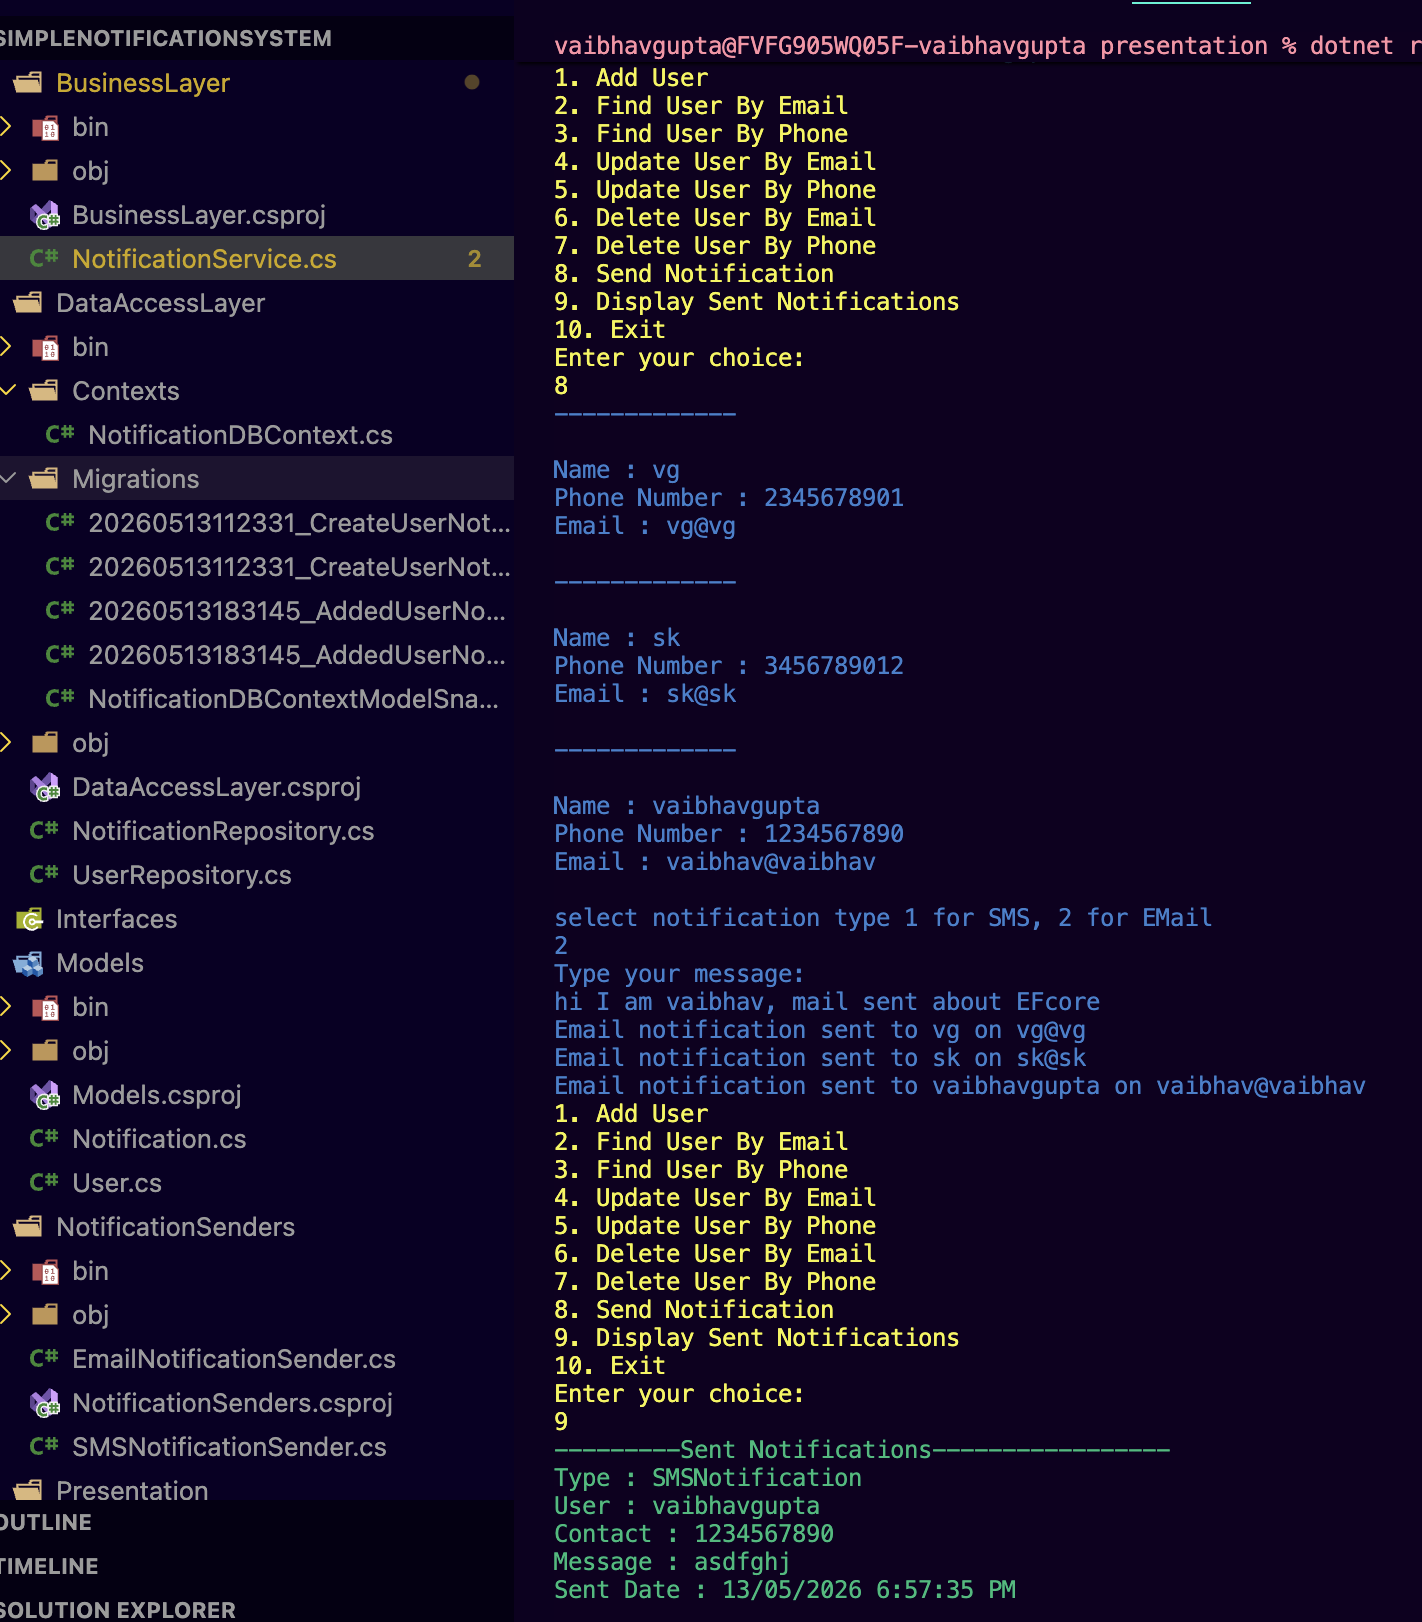 SIMPLENOTIFICATIONSYSTEM
BusinessLayer
bin
obj
BusinessLayer.csproj
C# NotificationService.cs 2
DataAccessLayer
bin
Contexts
C# NotificationDBContext.cs
Migrations
C# 20260513112331_CreateUserNot...
C# 20260513112331_CreateUserNot...
C# 20260513183145_AddedUserNo...
C# 20260513183145_AddedUserNo...
C# NotificationDBContextModelSna...
obj
DataAccessLayer.csproj
C# NotificationRepository.cs
C# UserRepository.cs
Interfaces
Models
bin
obj
Models.csproj
C# Notification.cs
C# User.cs
NotificationSenders
bin
obj
C# EmailNotificationSender.cs
NotificationSenders.csproj
C# SMSNotificationSender.cs
Presentation
OUTLINE
TIMELINE
SOLUTION EXPLORER
vaibhavgupta@FVFG905WQ05F-vaibhavgupta presentation % dotnet r
1. Add User
2. Find User By Email
3. Find User By Phone
4. Update User By Email
5. Update User By Phone
6. Delete User By Email
7. Delete User By Phone
8. Send Notification
9. Display Sent Notifications
10. Exit
Enter your choice:
8
-------------
Name : vg
Phone Number : 2345678901
Email : vg@vg
-------------
Name : sk
Phone Number : 3456789012
Email : sk@sk
-------------
Name : vaibhavgupta
Phone Number : 1234567890
Email : vaibhav@vaibhav
select notification type 1 for SMS, 2 for EMail
2
Type your message:
hi I am vaibhav, mail sent about EFcore
Email notification sent to vg on vg@vg
Email notification sent to sk on sk@sk
Email notification sent to vaibhavgupta on vaibhav@vaibhav
1. Add User
2. Find User By Email
3. Find User By Phone
4. Update User By Email
5. Update User By Phone
6. Delete User By Email
7. Delete User By Phone
8. Send Notification
9. Display Sent Notifications
10. Exit
Enter your choice:
9
---------Sent Notifications-----------------
Type : SMSNotification
User : vaibhavgupta
Contact : 1234567890
Message : asdfghj
Sent Date : 13/05/2026 6:57:35 PM